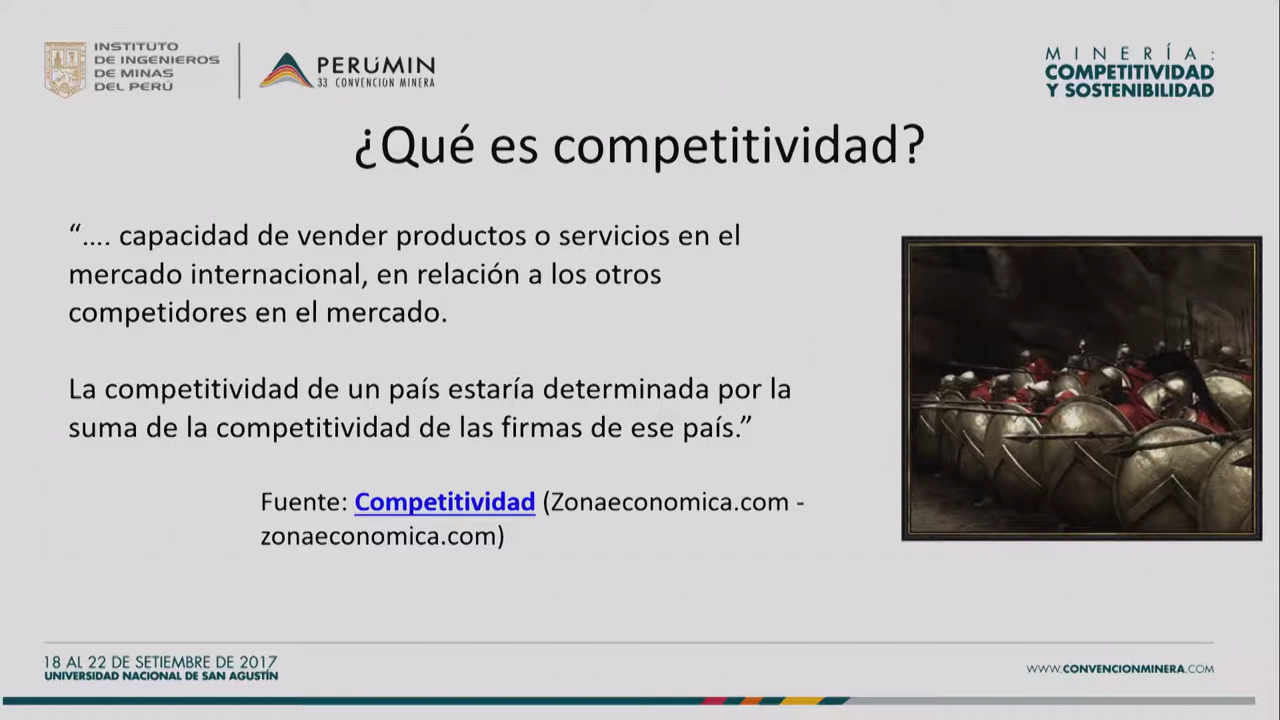 INSTITUTO
DE INGENIEROS
DE MINAS
DEL PERÚ
PERÚMIN
33 CONVENCIÓN MINERA
MINERÍA:
COMPETITIVIDAD
Y SOSTENIBILIDAD
¿Qué es competitividad?
“.... capacidad de vender productos o servicios en el
mercado internacional, en relación a los otros
competidores en el mercado.
La competitividad de un país estaría determinada por la
suma de la competitividad de las firmas de ese país.”
Fuente: Competitividad (Zonaeconomica.com -
zonaeconomica.com)
18 AL 22 DE SETIEMBRE DE 2017
UNIVERSIDAD NACIONAL DE SAN AGUSTÍN
WWW.CONVENCIONMINERA.COM